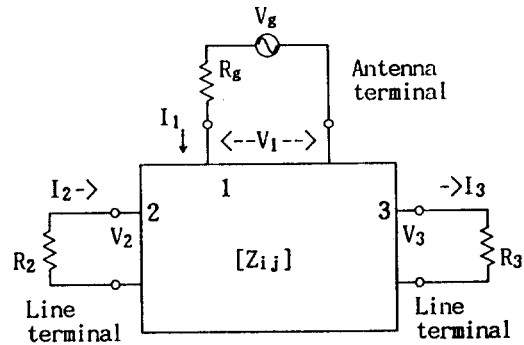 Vg
Rg
Antenna
terminal
I1
<--V1-->
I2->
1
->I3
2
3
V2
V3
R2
[Zij]
R3
Line
terminal
Line
terminal